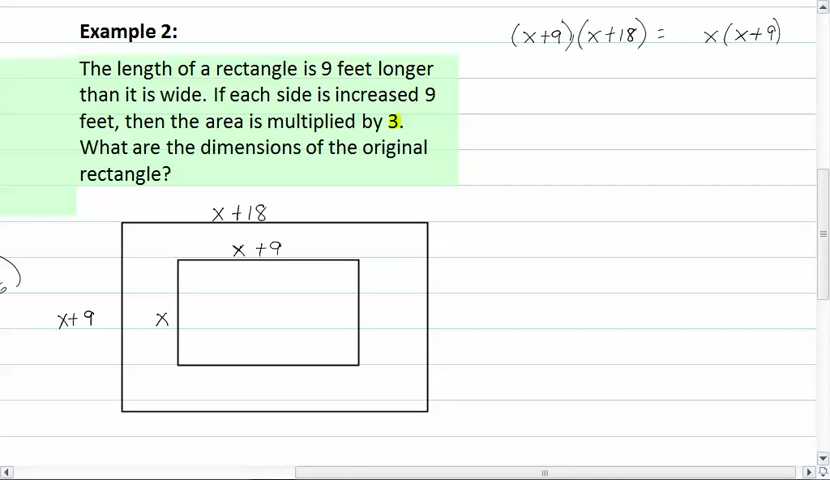 Example 2:
(x+9)(x+18) = x(x+9)
The length of a rectangle is 9 feet longer
than it is wide. If each side is increased 9
feet, then the area is multiplied by 3.
What are the dimensions of the original
rectangle?
x+18
x+9
x+9
x